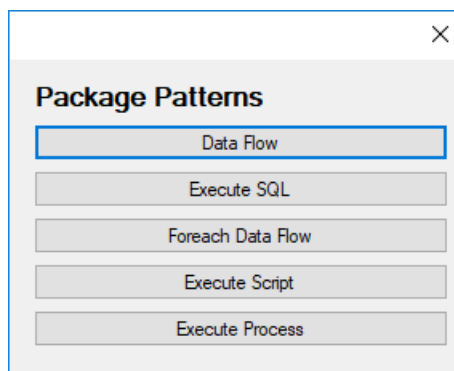 Package Patterns
Data Flow
Execute SQL
Foreach Data Flow
Execute Script
Execute Process